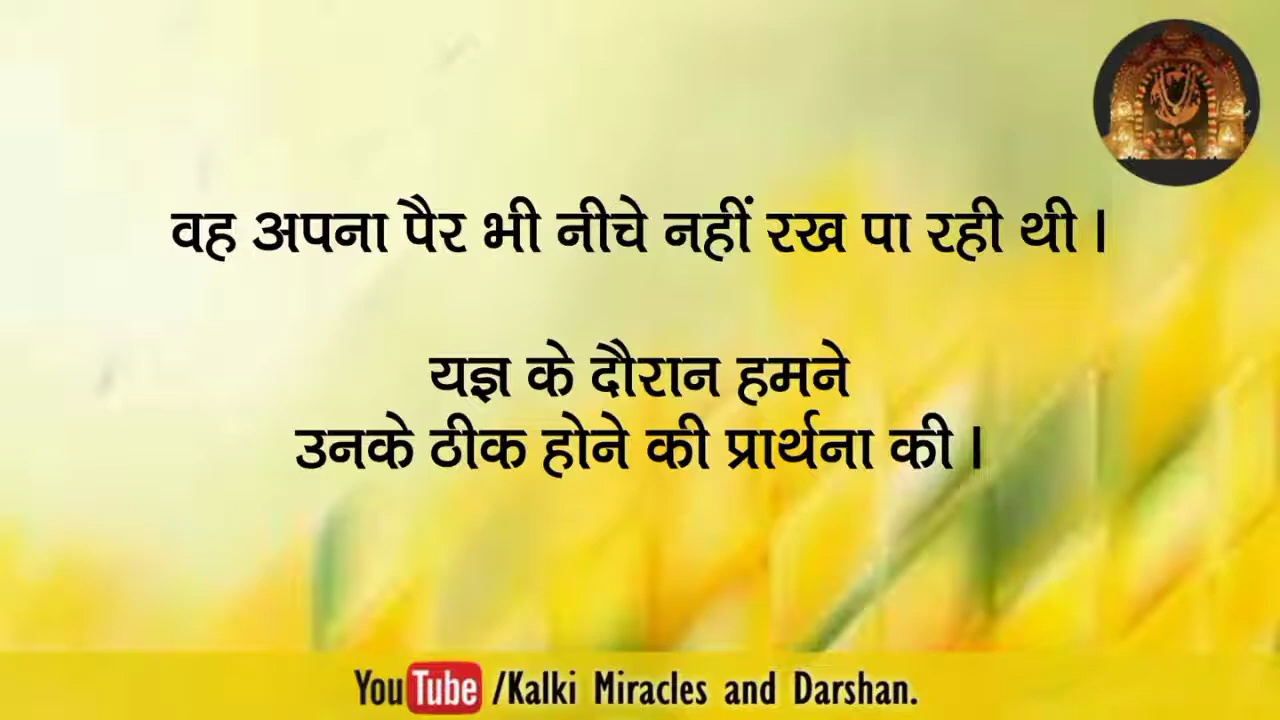 वह अपना पैर भी नीचे नहीं रख पा रही थी।
यज्ञ के दौरान हमने
उनके ठीक होने की प्रार्थना की।
YouTube /Kalki Miracles and Darshan.